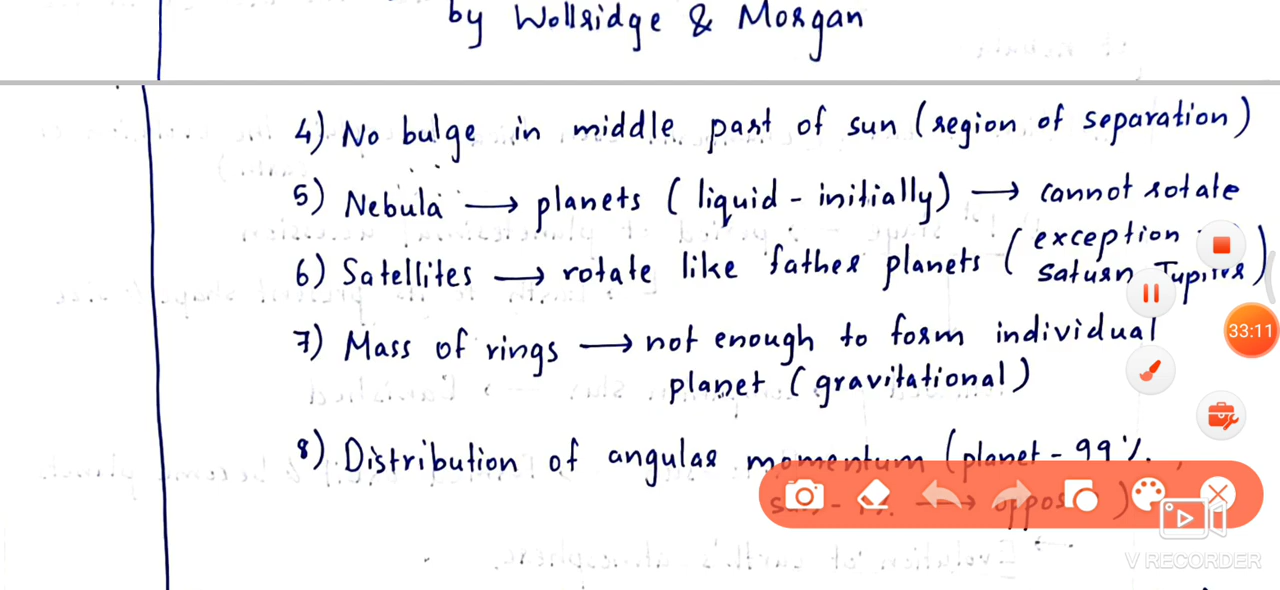 by Wollridge & Morgan
4) No bulge in middle part of sun (region of separation)
5) Nebula → planets (liquid - initially) → cannot rotate
6) Satellites → rotate like father planets (exception
Saturn Jupiter)
7) Mass of rings → not enough to form individual
planet (gravitational)
8) Distribution of angular momentum (planet - 99%,
33:11
V RECORDER